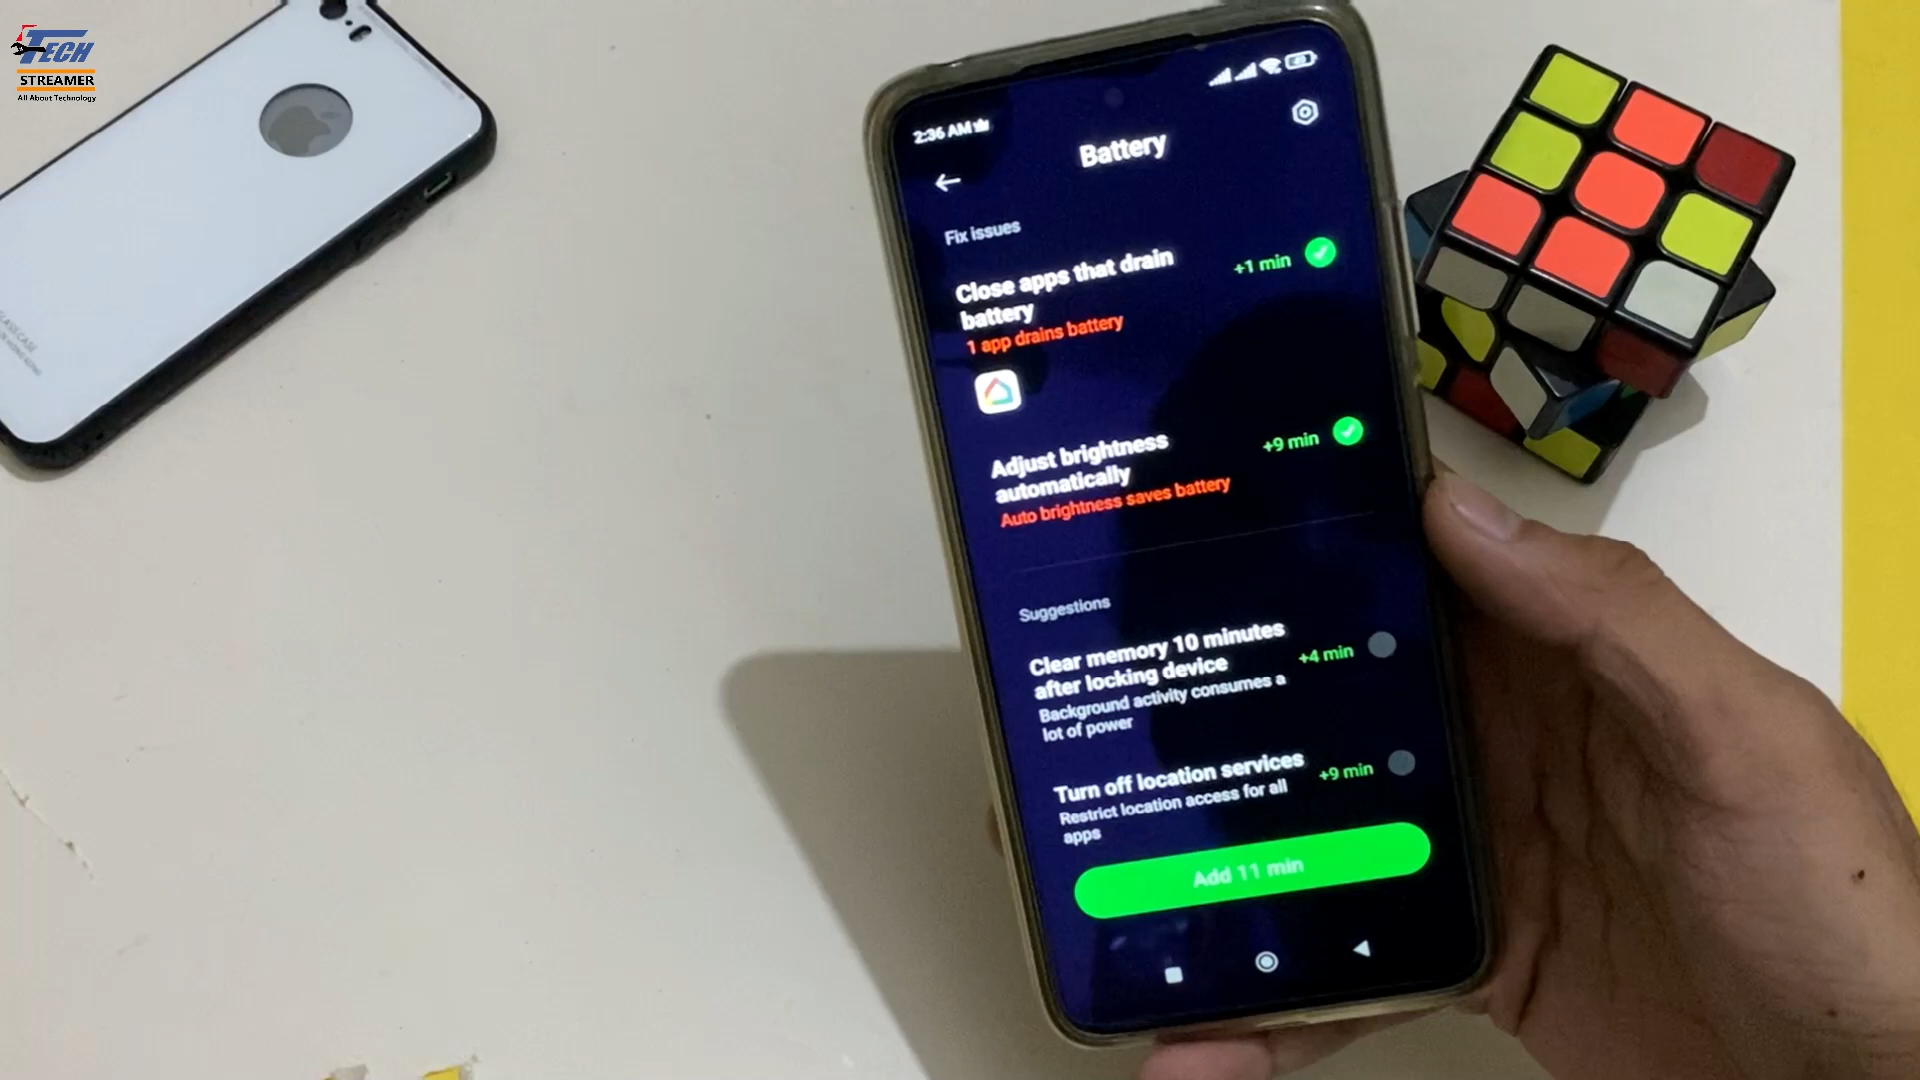 TECH
STREAMER
All About Technology
2:36 AM
Battery
Fix issues
Close apps that drain
battery
+1 min
1 app drains battery
Adjust brightness
automatically
+9 min
Auto brightness saves battery
Suggestions
Clear memory 10 minutes
after locking device
+4 min
Background activity consumes a
lot of power
Turn off location services
+9 min
Restrict location access for all
apps
Add 11 min